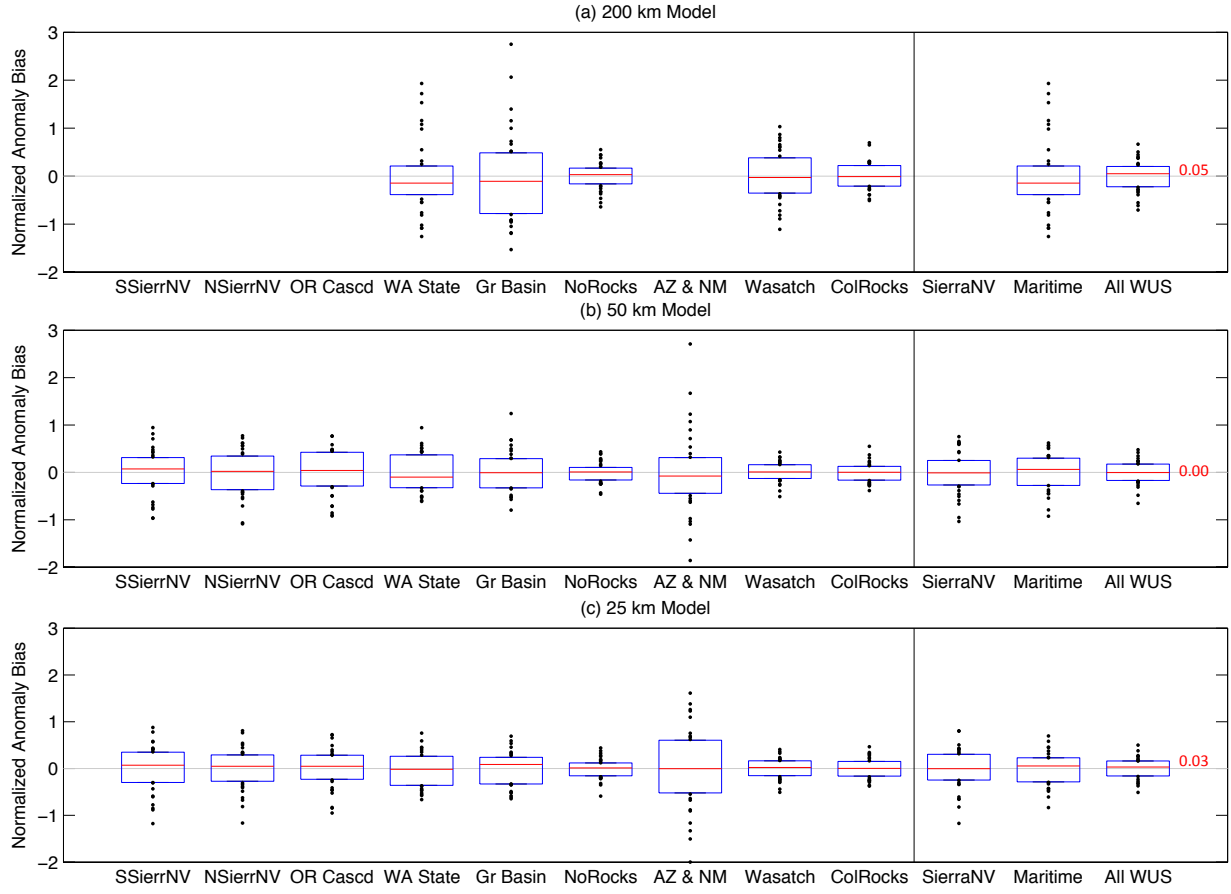 (a) 200 km Model
Normalized Anomaly Bias
3
2
1
0
−1
−2
0.05
SSierrNV NSierrNV OR Cascd WA State Gr Basin NoRocks AZ & NM Wasatch ColRocks SierraNV Maritime All WUS
(b) 50 km Model
Normalized Anomaly Bias
3
2
1
0
−1
−2
0.00
SSierrNV NSierrNV OR Cascd WA State Gr Basin NoRocks AZ & NM Wasatch ColRocks SierraNV Maritime All WUS
(c) 25 km Model
Normalized Anomaly Bias
3
2
1
0
−1
−2
0.03
SSierrNV NSierrNV OR Cascd WA State Gr Basin NoRocks AZ & NM Wasatch ColRocks SierraNV Maritime All WUS